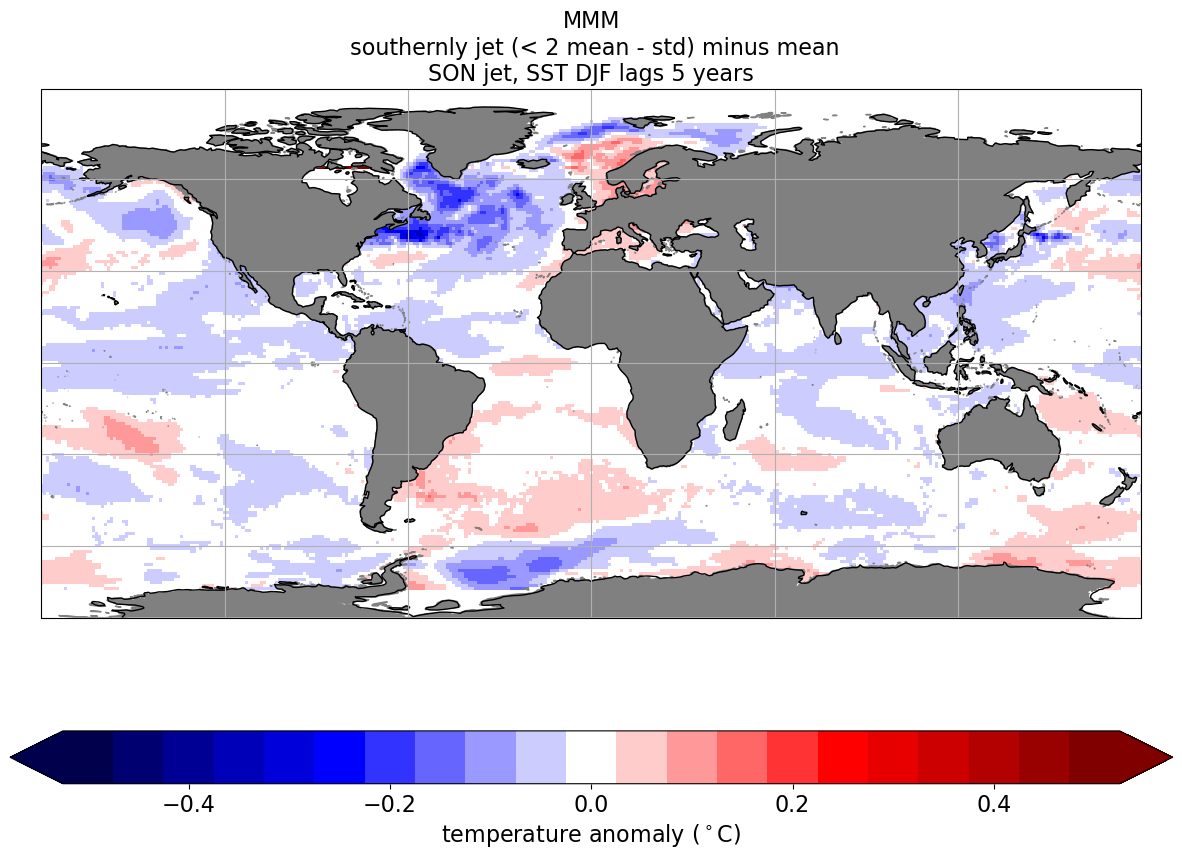 MMM
southernly jet (< 2 mean - std) minus mean
SON jet, SST DJF lags 5 years
−0.4 −0.2 0.0 0.2 0.4
temperature anomaly (°C)